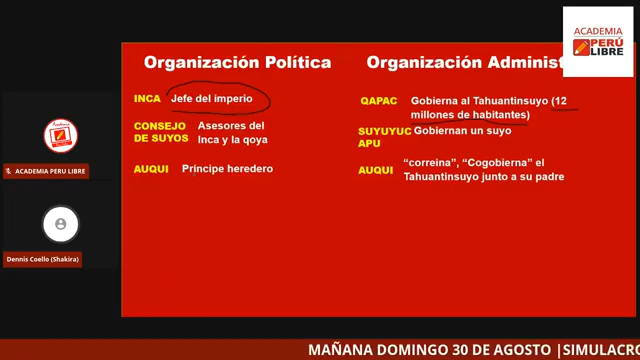 ACADEMIA
PERÚ
LIBRE
Organización Política
Organización Administ
INCA Jefe del imperio
CONSEJO DE SUYOS Asesores del
Inca y la qoya
AUQUI Príncipe heredero
QAPAC Gobierna al Tahuantinsuyo (12
millones de habitantes)
SUYUYUC Gobiernan un suyo
APU
AUQUI “correina”, “Cogobierna” el
Tahuantinsuyo junto a su padre
ACADEMIA PERU LIBRE
Dennis Coello (Shakira)
MAÑANA DOMINGO 30 DE AGOSTO |SIMULACRO